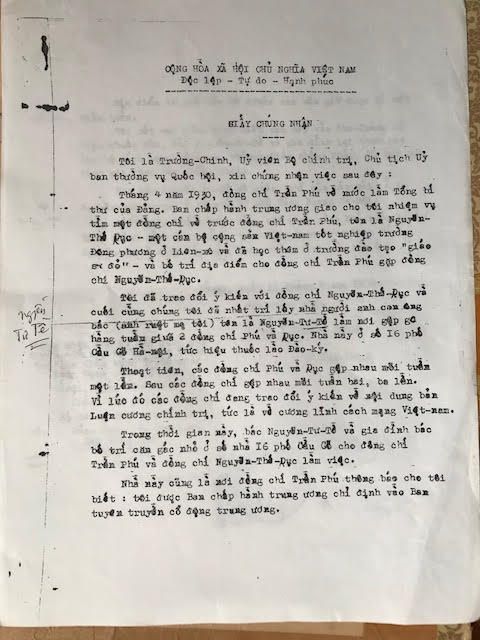 CỘNG HÒA XÃ HỘI CHỦ NGHĨA VIỆT NAM
Độc lập - Tự do - Hạnh phúc
GIẤY CHỨNG NHẬN
Tôi là Trường-Chinh, Uỷ viên Bộ chính trị, Chủ tịch Uỷ
ban thường vụ Quốc hội, xin chứng nhận việc sau đây :
Tháng 4 năm 1930, đồng chí Trần Phú về nước làm Tổng bí
thư của Đảng. Ban chấp hành trung ương giao cho tôi nhiệm vụ
tìm một đồng chí về trước đồng chí Trần Phú, tên là Nguyễn-
Thế Dục - một cán bộ cộng sản Việt-nam tốt nghiệp trường
Đông phương ở Liên-xô và đã học thêm ở trường đào tạo "giáo
sư đỏ" - và bố trí địa điểm cho đồng chí Trần Phú gặp đồng
chí Nguyễn-Thế-Dục.
Tôi đã trao đổi ý kiến với đồng chí Nguyễn-Thế-Dục và
cuối cùng chúng tôi đã nhất trí lấy nhà người anh con ông
bác (anh ruột mẹ tôi) tên là Nguyễn-Tư-Tề làm nơi gặp gỡ
hàng tuần giữa 2 đồng chí Phú và Dục. Nhà này ở số 16 phố
Cầu Gỗ Hà-nội, tức hiệu thuốc lào Đào-ký.
Nguyễn
Tư Tề
Thoạt tiên, các đồng chí Phú và Dục gặp nhau mỗi tuần
một lần. Sau các đồng chí gặp nhau mỗi tuần hai, ba lần.
Vì lúc đó các đồng chí đang trao đổi ý kiến về nội dung bản
Luận cương chính trị, tức là về cương lĩnh cách mạng Việt-nam.
Trong thời gian này, bác Nguyễn-Tư-Tề và gia đình bác
bố trí căn gác nhỏ ở số nhà 16 phố Cầu Gỗ cho đồng chí
Trần Phú và đồng chí Nguyễn-Thế-Dục làm việc.
Nhà này cũng là nơi đồng chí Trần Phú thông báo cho tôi
biết : tôi được Ban chấp hành trung ương chỉ định vào Ban
tuyên truyền cổ động trung ương.